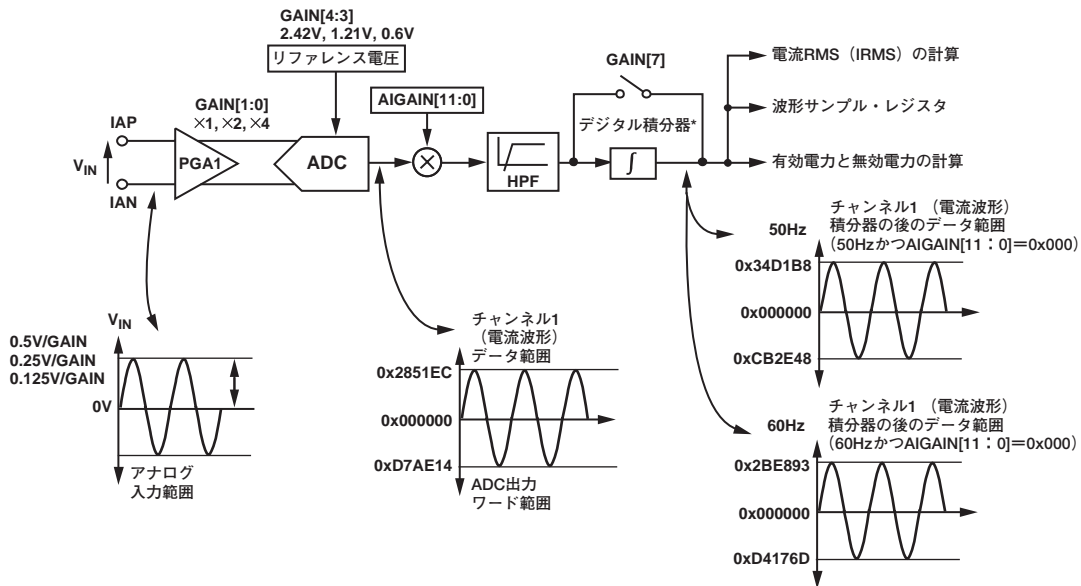 GAIN[4:3]
2.42V, 1.21V, 0.6V
リファレンス電圧
GAIN[7]
電流RMS（IRMS）の計算
AIGAIN[11:0]
GAIN[1:0]
×1, ×2, ×4
波形サンプル・レジスタ
デジタル積分器*
IAP
VIN
PGA1
ADC
×
HPF
∫
有効電力と無効電力の計算
IAN
チャンネル1 （電流波形）
積分器の後のデータ範囲
（50HzかつAIGAIN[11：0]＝0x000）
50Hz
0x34D1B8
0x000000
0xCB2E48
VIN
0.5V/GAIN
0.25V/GAIN
0.125V/GAIN
0V
アナログ
入力範囲
チャンネル1
（電流波形）
データ範囲
0x2851EC
0x000000
0xD7AE14
ADC出力
ワード範囲
チャンネル1 （電流波形）
積分器の後のデータ範囲
（60HzかつAIGAIN[11：0]＝0x000）
60Hz
0x2BE893
0x000000
0xD4176D